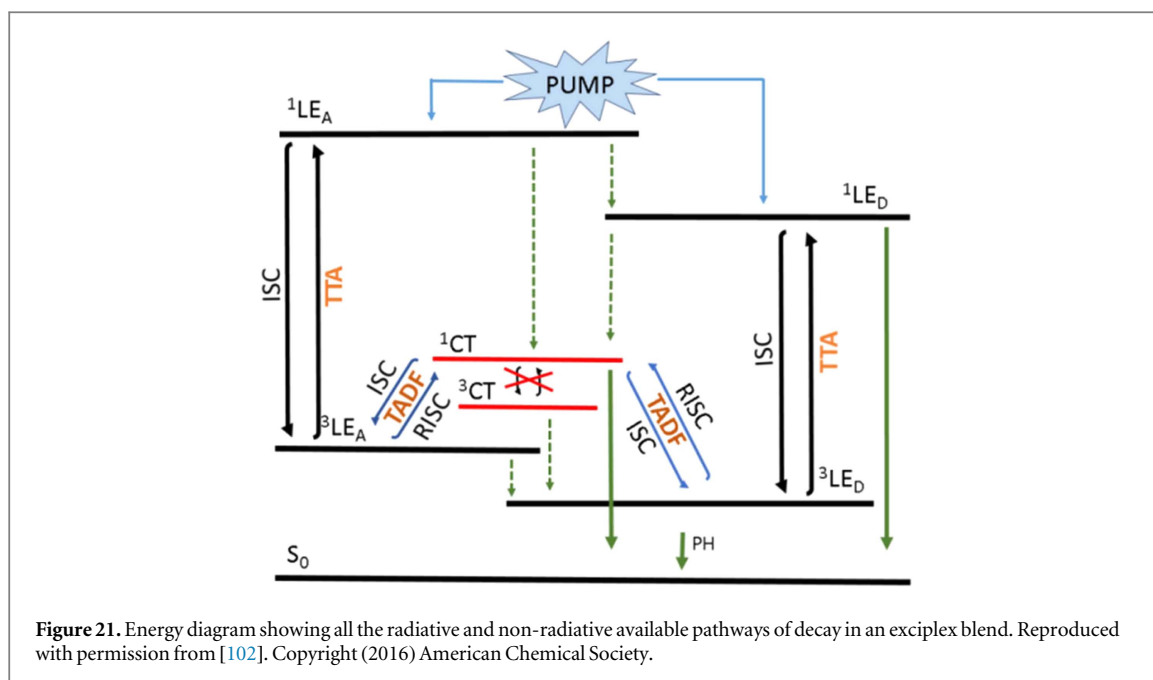 PUMP
¹LE_A
¹LE_D
ISC
TTA
¹CT
³CT
ISC
TADF
RISC
³LE_A
RISC
TADF
ISC
ISC
TTA
³LE_D
PH
S₀
Figure 21. Energy diagram showing all the radiative and non-radiative available pathways of decay in an exciplex blend. Reproduced
with permission from [102]. Copyright (2016) American Chemical Society.